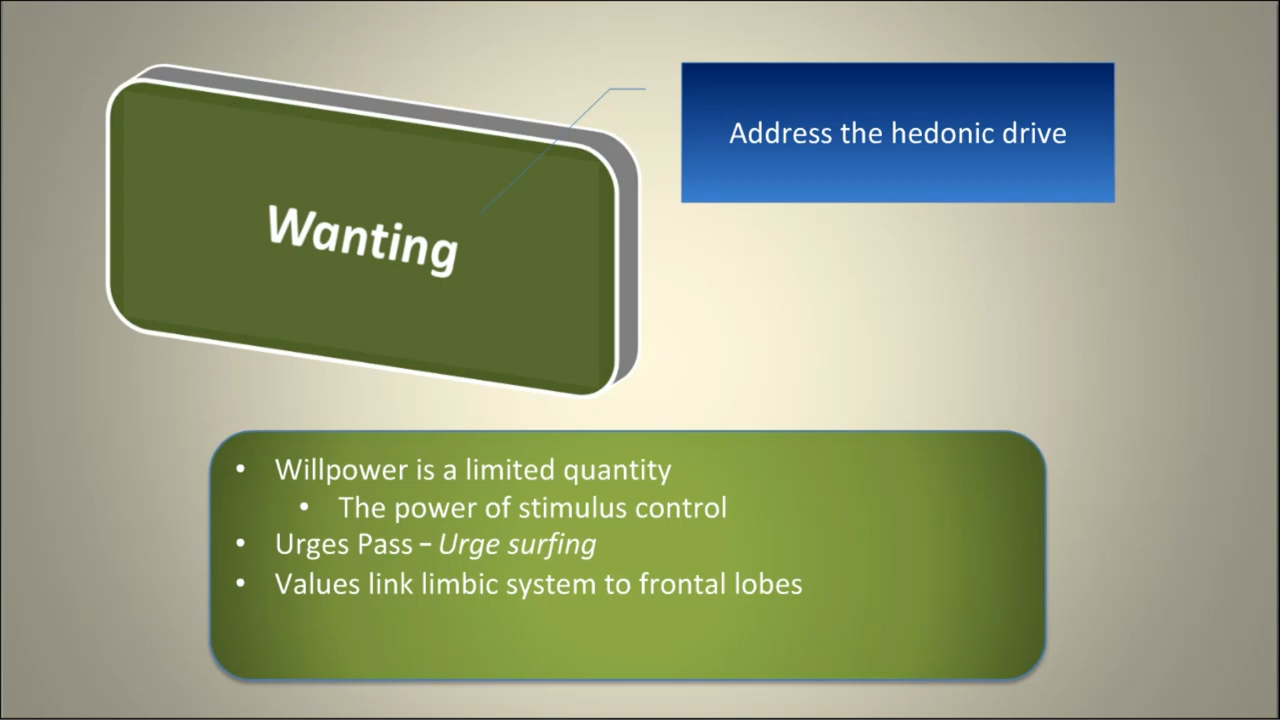 Wanting
Address the hedonic drive
• Willpower is a limited quantity
• The power of stimulus control
• Urges Pass – Urge surfing
• Values link limbic system to frontal lobes